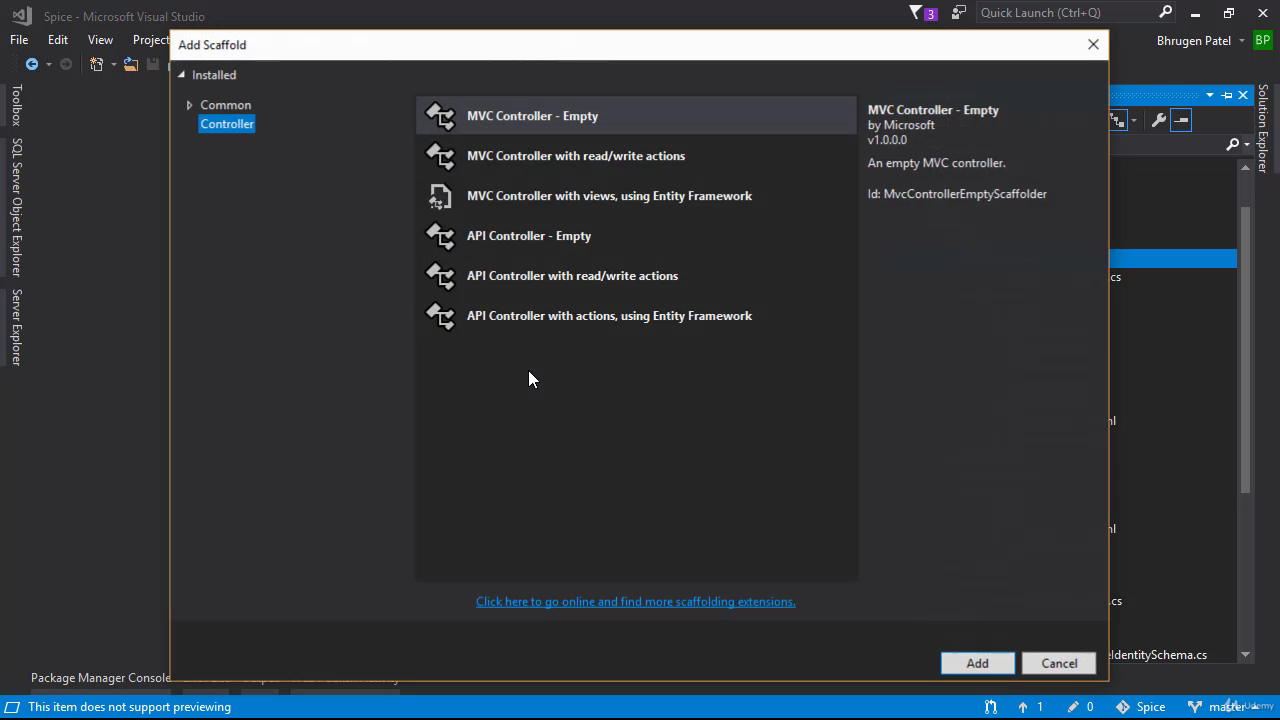 Spice - Microsoft Visual Studio
3
Quick Launch (Ctrl+Q)
File Edit View Project
Bhrugen Patel
BP
Add Scaffold
Installed
Common
Controller
MVC Controller - Empty
MVC Controller with read/write actions
MVC Controller with views, using Entity Framework
API Controller - Empty
API Controller with read/write actions
API Controller with actions, using Entity Framework
MVC Controller - Empty
by Microsoft
v1.0.0.0
An empty MVC controller.
Id: MvcControllerEmptyScaffolder
Click here to go online and find more scaffolding extensions.
Add
Cancel
Toolbox
SQL Server Object Explorer
Server Explorer
Solution Explorer
cs
ml
ml
.cs
eIdentitySchema.cs
Package Manager Console
This item does not support previewing
1
0
Spice
master
Udemy